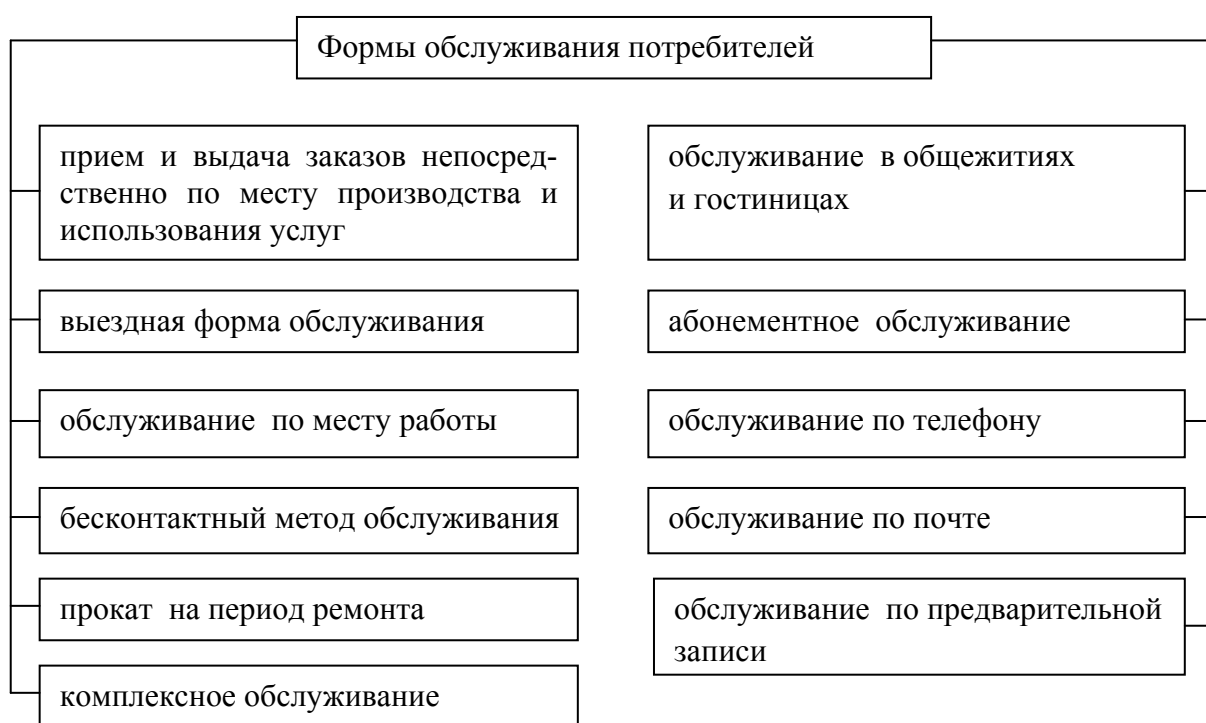 Формы обслуживания потребителей
прием и выдача заказов непосред-
ственно по месту производства и
использования услуг
выездная форма обслуживания
обслуживание по месту работы
бесконтактный метод обслуживания
прокат на период ремонта
комплексное обслуживание
обслуживание в общежитиях
и гостиницах
абонементное обслуживание
обслуживание по телефону
обслуживание по почте
обслуживание по предварительной
записи